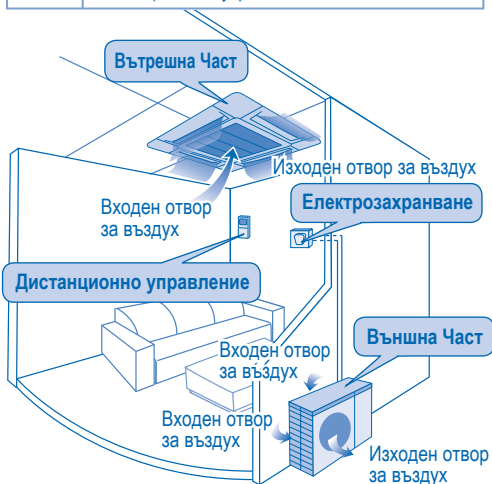 Вътрешна Част
Изходен отвор за въздух
Входен отвор
за въздух
Електрозахранване
Дистанционно управление
Външна Част
Входен отвор
за въздух
Входен отвор
за въздух
Изходен отвор
за въздух